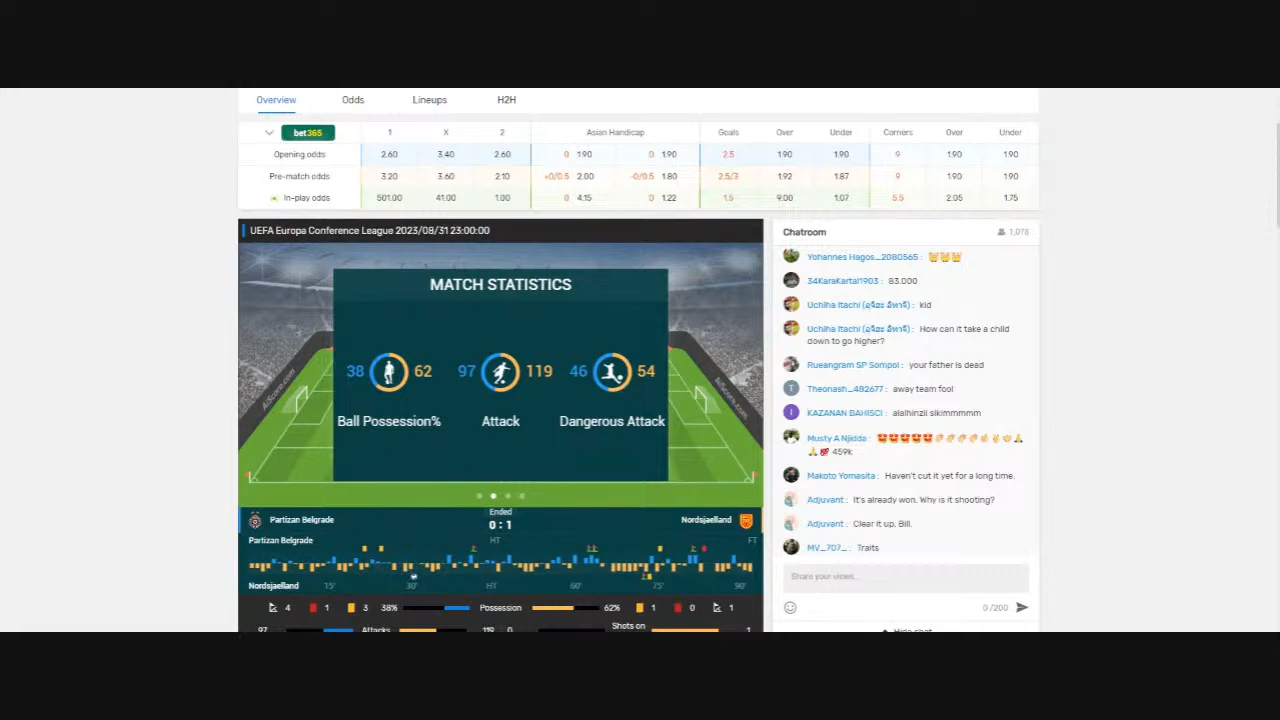 Overview Odds Lineups H2H
bet365 1 X 2 Asian Handicap Goals Over Under Corners Over Under
Opening odds 2.60 3.40 2.60 0 1.90 0 1.90 2.5 1.90 1.90 9 1.90 1.90
Pre-match odds 3.20 3.60 2.10 +0/0.5 2.00 -0/0.5 1.80 2.5/3 1.92 1.87 9 1.90 1.90
In-play odds 501.00 41.00 1.00 0 4.15 0 1.22 1.5 9.00 1.07 5.5 2.05 1.75
UEFA Europa Conference League 2023/08/31 23:00:00
MATCH STATISTICS
38 62 97 119 46 54
Ball Possession% Attack Dangerous Attack
AiScore.com
Ended
Partizan Belgrade 0 : 1 Nordsjaelland
Partizan Belgrade HT FT
Nordsjaelland 15' 30' HT 60' 75' 90'
4 1 3 38% Possession 62% 1 0 1
97 Attacks 119 0 Shots on 1
Chatroom 1,078
Yohannes Hagos_2080565 :
34KaraKartal1903 : 83.000
Uchiha Itachi (อุจิฮะ อิทาจิ) : kid
Uchiha Itachi (อุจิฮะ อิทาจิ) : How can it take a child
down to go higher?
Rueangram SP Sompol : your father is dead
Theonash_482677 : away team fool
KAZANAN BAHISCI : alalhinzii sikimmmmm
Musty A Njidda : 🥰🥰🥰🥰🥰
💯 459k
Makoto Yomasita : Haven't cut it yet for a long time.
Adjuvant : It's already won. Why is it shooting?
Adjuvant : Clear it up, Bill.
MV_707_ : Traits
Share your views...
0 /200
Hide chat